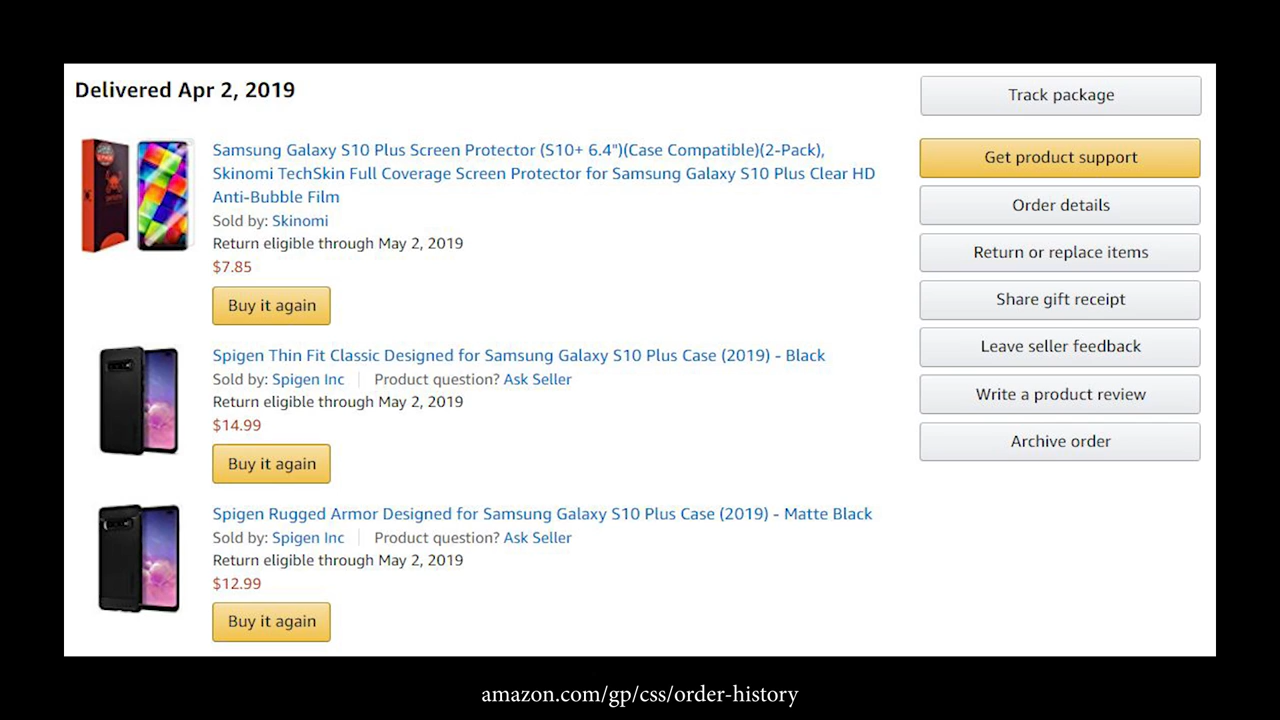 Delivered Apr 2, 2019
Track package
Samsung Galaxy S10 Plus Screen Protector (S10+ 6.4")(Case Compatible)(2-Pack),
Skinomi TechSkin Full Coverage Screen Protector for Samsung Galaxy S10 Plus Clear HD
Anti-Bubble Film
Sold by: Skinomi
Return eligible through May 2, 2019
$7.85
Buy it again
Get product support
Order details
Return or replace items
Share gift receipt
Leave seller feedback
Write a product review
Archive order
Spigen Thin Fit Classic Designed for Samsung Galaxy S10 Plus Case (2019) - Black
Sold by: Spigen Inc Product question? Ask Seller
Return eligible through May 2, 2019
$14.99
Buy it again
Spigen Rugged Armor Designed for Samsung Galaxy S10 Plus Case (2019) - Matte Black
Sold by: Spigen Inc Product question? Ask Seller
Return eligible through May 2, 2019
$12.99
Buy it again
amazon.com/gp/css/order-history